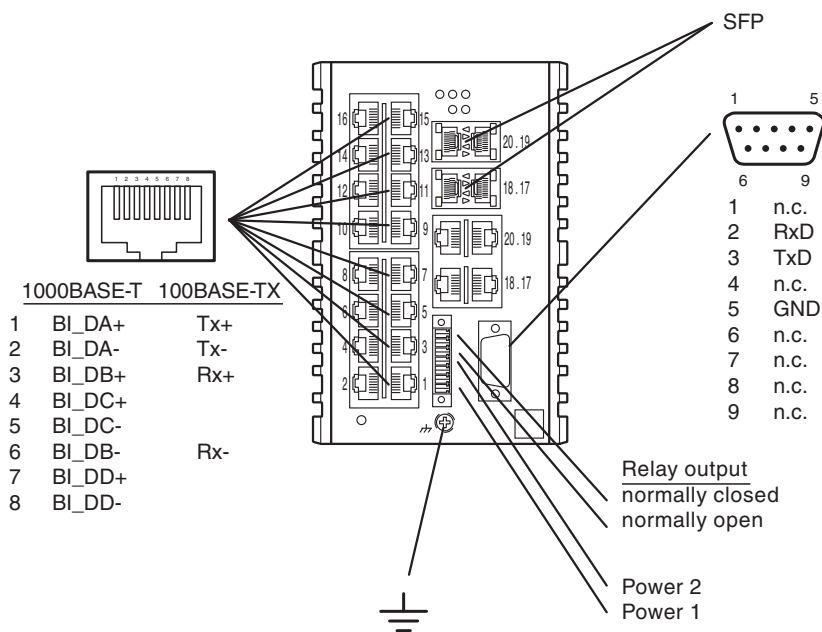 SFP
16
15
14
13
12
11
10
9
8
7
6
5
4
3
2
1
20.19
18.17
20.19
18.17
1 5
6 9
1 n.c.
2 RxD
3 TxD
4 n.c.
5 GND
6 n.c.
7 n.c.
8 n.c.
9 n.c.
1 2 3 4 5 6 7 8
1000BASE-T 100BASE-TX
1 BI_DA+ Tx+
2 BI_DA- Tx-
3 BI_DB+ Rx+
4 BI_DC+
5 BI_DC-
6 BI_DB- Rx-
7 BI_DD+
8 BI_DD-
Relay output
normally closed
normally open
Power 2
Power 1